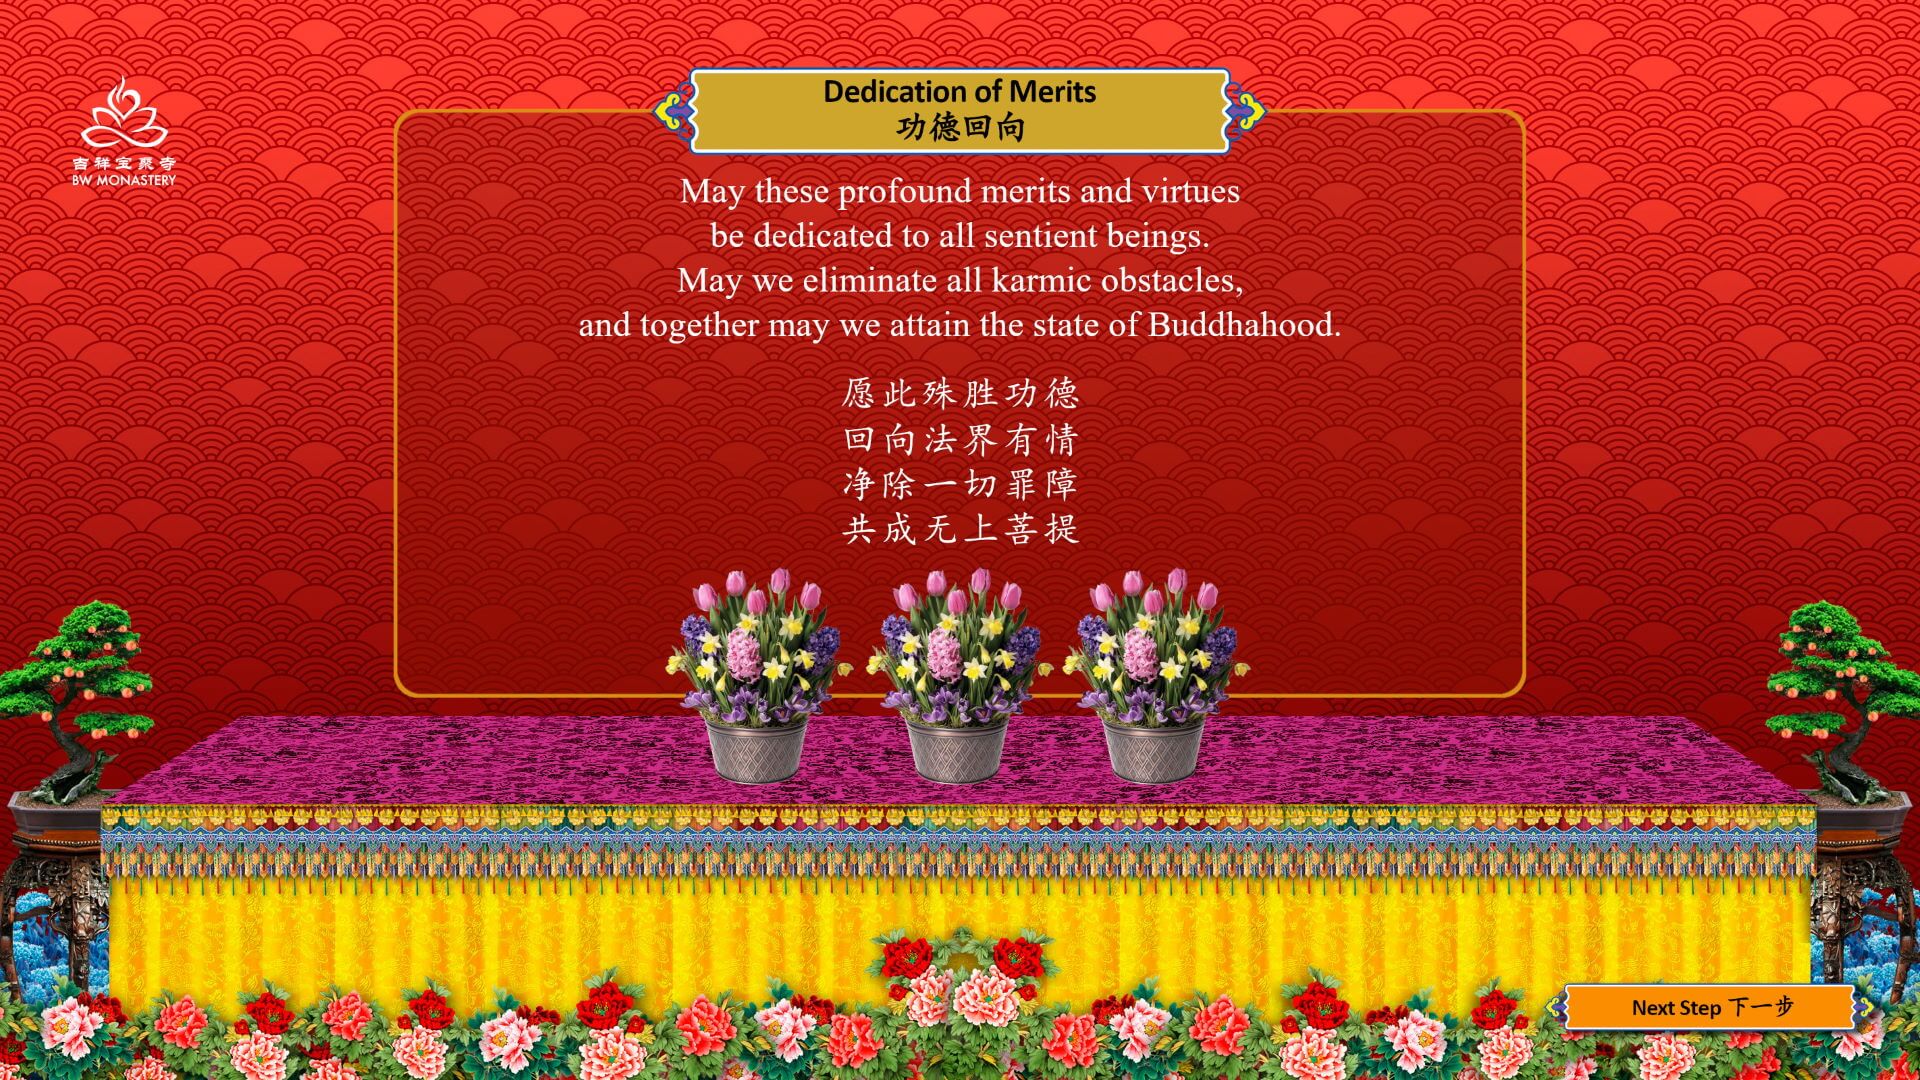 吉祥宝聚寺
BW MONASTERY
Dedication of Merits
功德回向
May these profound merits and virtues
be dedicated to all sentient beings.
May we eliminate all karmic obstacles,
and together may we attain the state of Buddhahood.
愿此殊胜功德
回向法界有情
净除一切罪障
共成无上菩提
Next Step 下一步